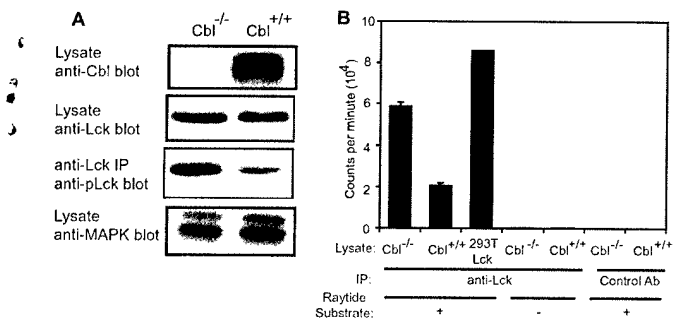 A
Cbl-/-
Cbl+/+
Lysate
anti-Cbl blot
Lysate
anti-Lck blot
anti-Lck IP
anti-pLck blot
Lysate
anti-MAPK blot
B
Counts per minute (10⁴)
10
8
6
4
2
0
Lysate: Cbl-/- Cbl+/+ 293T Cbl-/- Cbl+/+ Cbl-/- Cbl+/+
Lck
IP: anti-Lck Control Ab
Raytide
Substrate: + - +